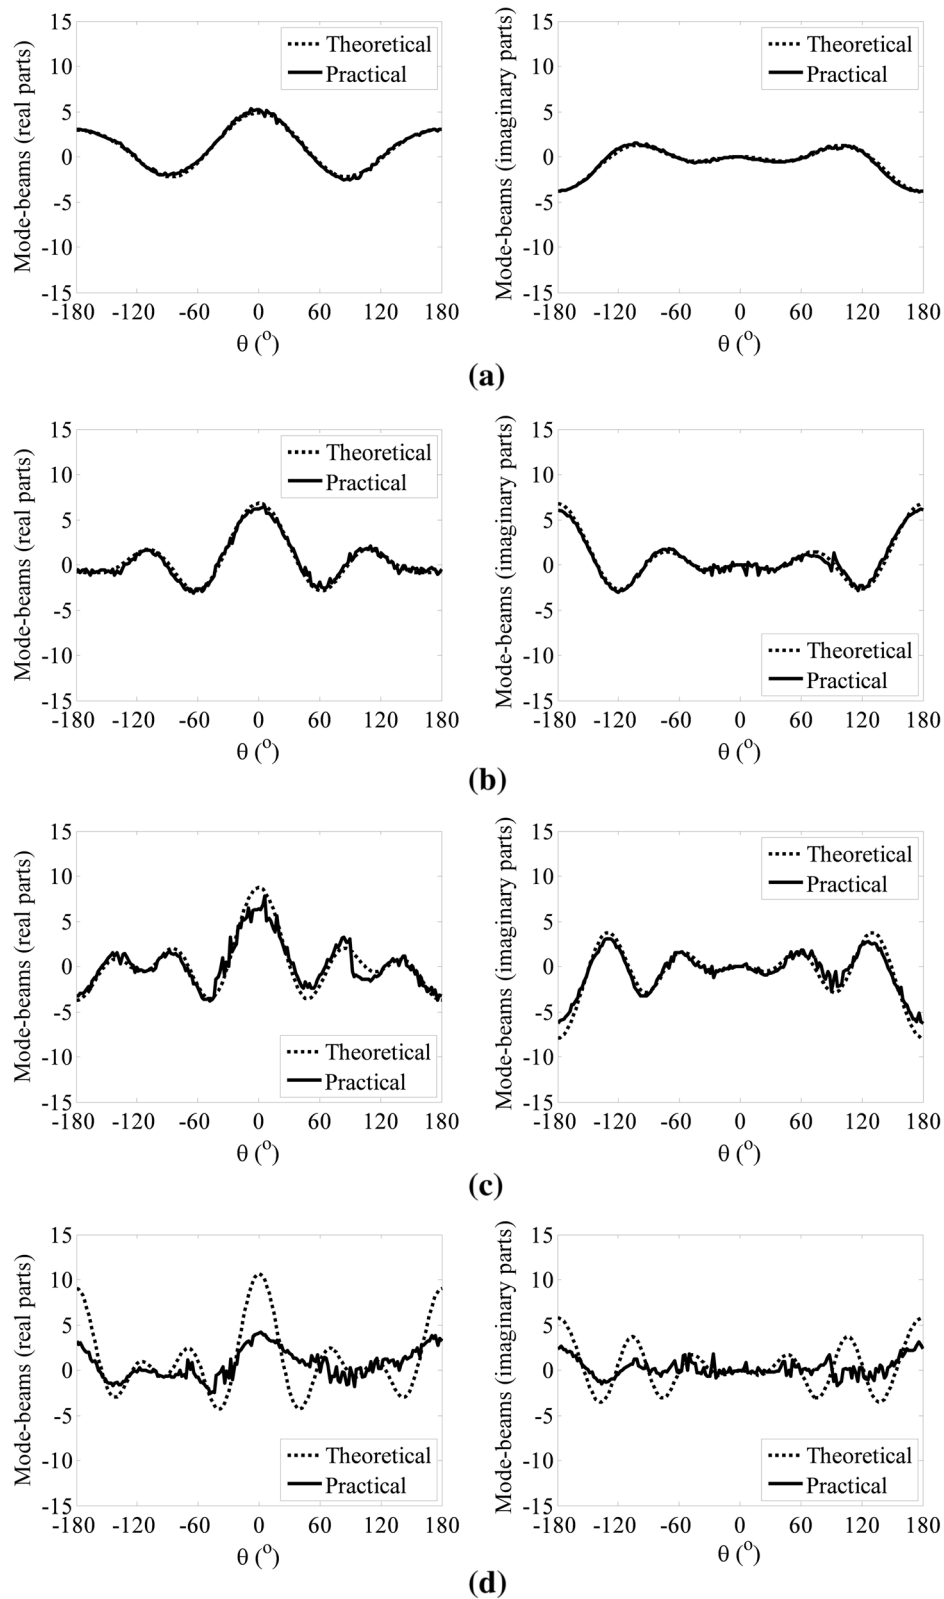 Mode-beams (real parts)
15
10
5
0
-5
-10
-15
-180 -120 -60 0 60 120 180
θ (o)
Theoretical
Practical
Mode-beams (imaginary parts)
15
10
5
0
-5
-10
-15
-180 -120 -60 0 60 120 180
θ (o)
Theoretical
Practical
(a)
Mode-beams (real parts)
15
10
5
0
-5
-10
-15
-180 -120 -60 0 60 120 180
θ (o)
Theoretical
Practical
Mode-beams (imaginary parts)
15
10
5
0
-5
-10
-15
-180 -120 -60 0 60 120 180
θ (o)
Theoretical
Practical
(b)
Mode-beams (real parts)
15
10
5
0
-5
-10
-15
-180 -120 -60 0 60 120 180
θ (o)
Theoretical
Practical
Mode-beams (imaginary parts)
15
10
5
0
-5
-10
-15
-180 -120 -60 0 60 120 180
θ (o)
Theoretical
Practical
(c)
Mode-beams (real parts)
15
10
5
0
-5
-10
-15
-180 -120 -60 0 60 120 180
θ (o)
Theoretical
Practical
Mode-beams (imaginary parts)
15
10
5
0
-5
-10
-15
-180 -120 -60 0 60 120 180
θ (o)
Theoretical
Practical
(d)